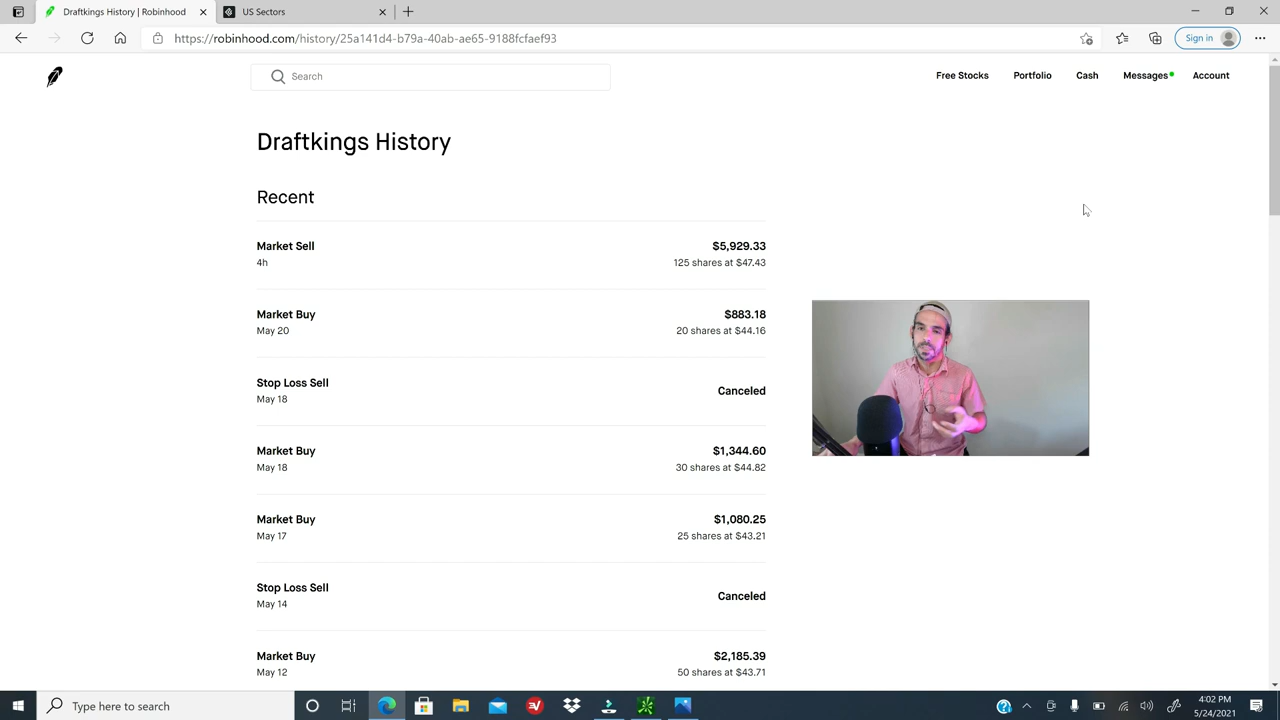 Draftkings History | Robinhood
US Sectors
https://robinhood.com/history/25a141d4-b79a-40ab-ae65-9188fcfaef93
Sign in
Search
Free Stocks
Portfolio
Cash
Messages
Account
Draftkings History
Recent
Market Sell
$5,929.33
4h
125 shares at $47.43
Market Buy
$883.18
May 20
20 shares at $44.16
Stop Loss Sell
Canceled
May 18
Market Buy
$1,344.60
May 18
30 shares at $44.82
Market Buy
$1,080.25
May 17
25 shares at $43.21
Stop Loss Sell
Canceled
May 14
Market Buy
$2,185.39
May 12
50 shares at $43.71
Type here to search
4:02 PM
5/24/2021